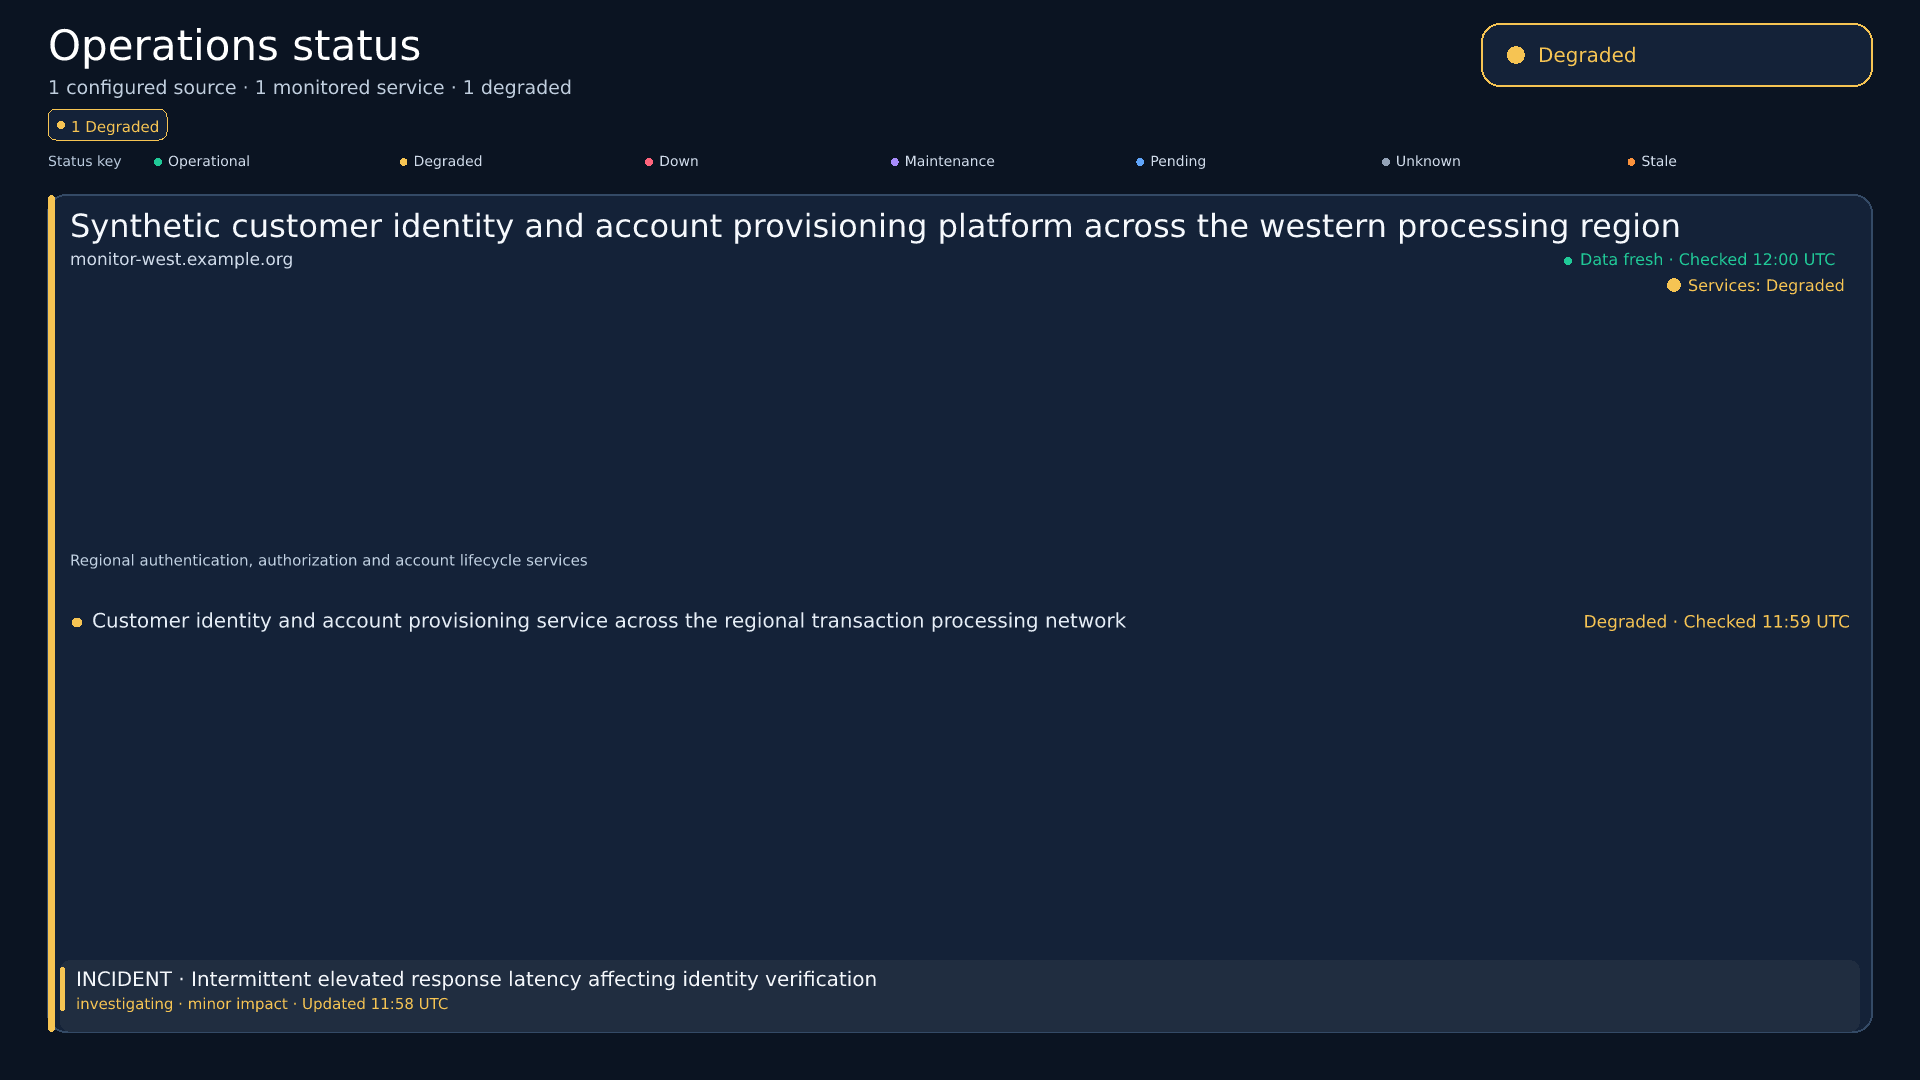 Operations status
Degraded
1 configured source · 1 monitored service · 1 degraded
1 Degraded
Status key Operational Degraded Down Maintenance Pending Unknown Stale
Synthetic customer identity and account provisioning platform across the western processing region
monitor-west.example.org Data fresh · Checked 12:00 UTC
Services: Degraded
Regional authentication, authorization and account lifecycle services
Customer identity and account provisioning service across the regional transaction processing network Degraded · Checked 11:59 UTC
INCIDENT · Intermittent elevated response latency affecting identity verification
investigating · minor impact · Updated 11:58 UTC